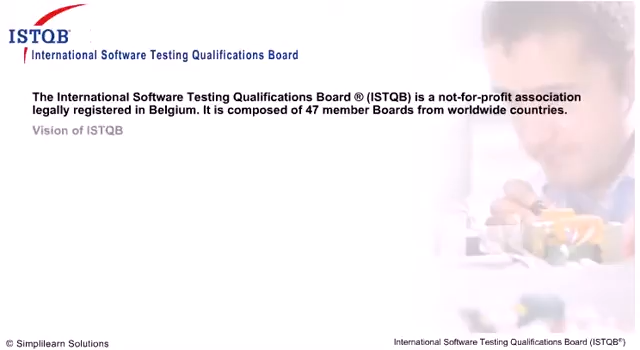 ISTQB
International Software Testing Qualifications Board
The International Software Testing Qualifications Board ® (ISTQB) is a not-for-profit association
legally registered in Belgium. It is composed of 47 member Boards from worldwide countries.
Vision of ISTQB
© Simplilearn Solutions
International Software Testing Qualifications Board (ISTQB®)